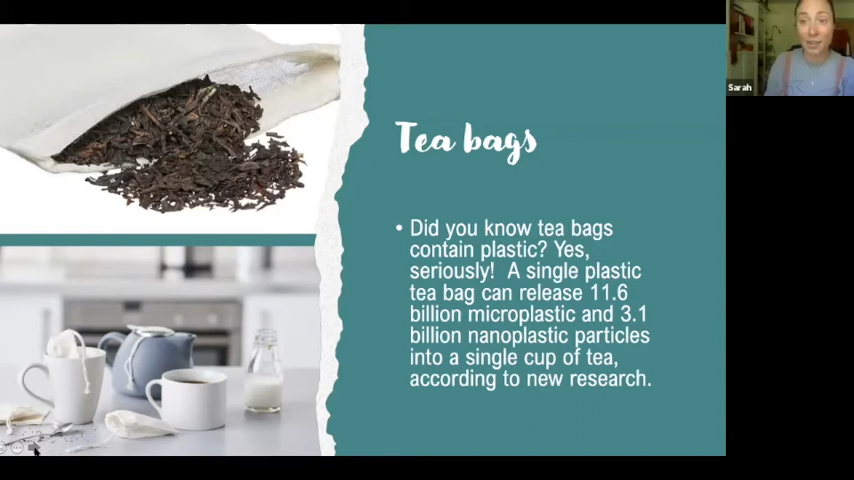 Sarah
Tea bags
• Did you know tea bags
contain plastic? Yes,
seriously!  A single plastic
tea bag can release 11.6
billion microplastic and 3.1
billion nanoplastic particles
into a single cup of tea,
according to new research.